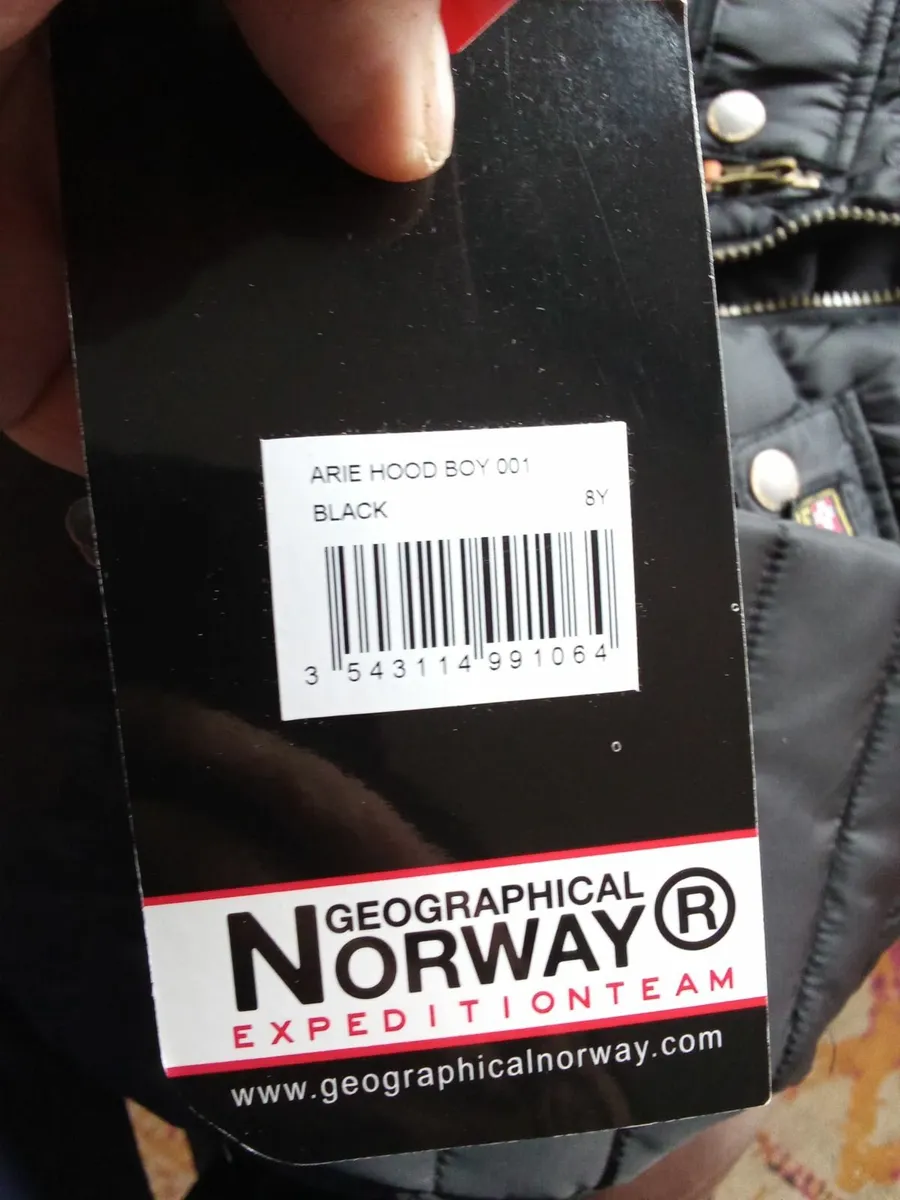 ARIE HOOD BOY 001
BLACK 8Y
3 543114 991064
GEOGRAPHICAL
NORWAY ®
EXPEDITIONTEAM
www.geographicalnorway.com